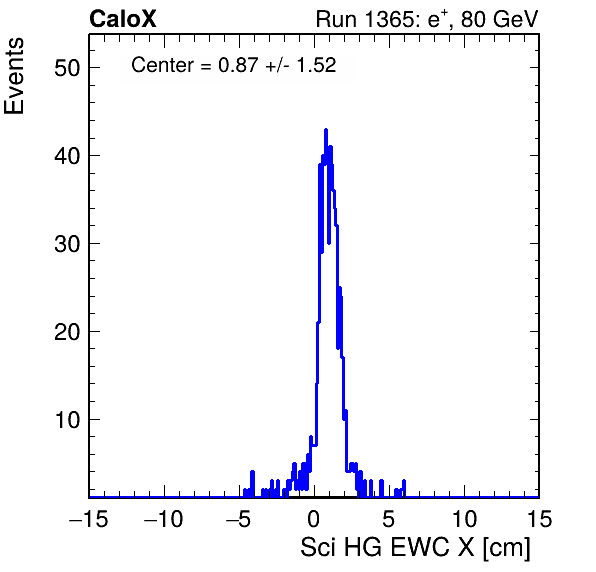 CaloX Run 1365: e⁺, 80 GeV
Center = 0.87 +/- 1.52
Events
50
40
30
20
10
−15 −10 −5 0 5 10 15
Sci HG EWC X [cm]